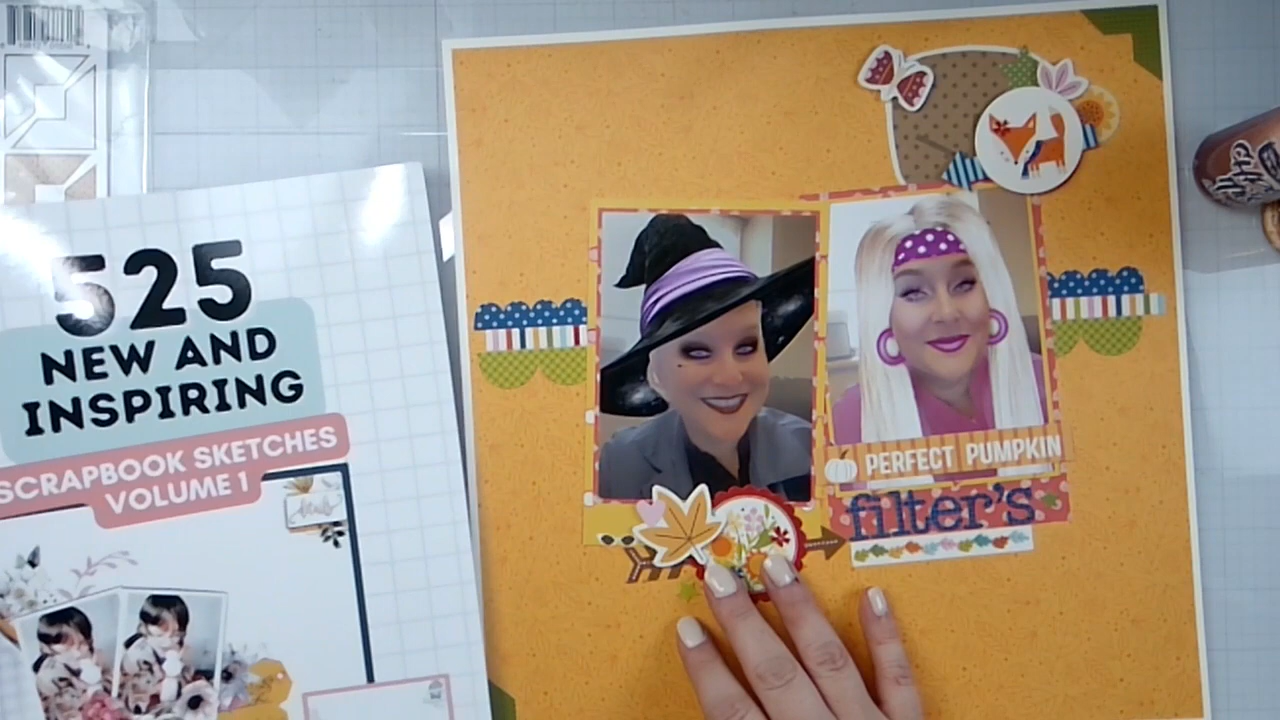 525
NEW AND
INSPIRING
SCRAPBOOK SKETCHES
VOLUME 1
PERFECT PUMPKIN
filter's